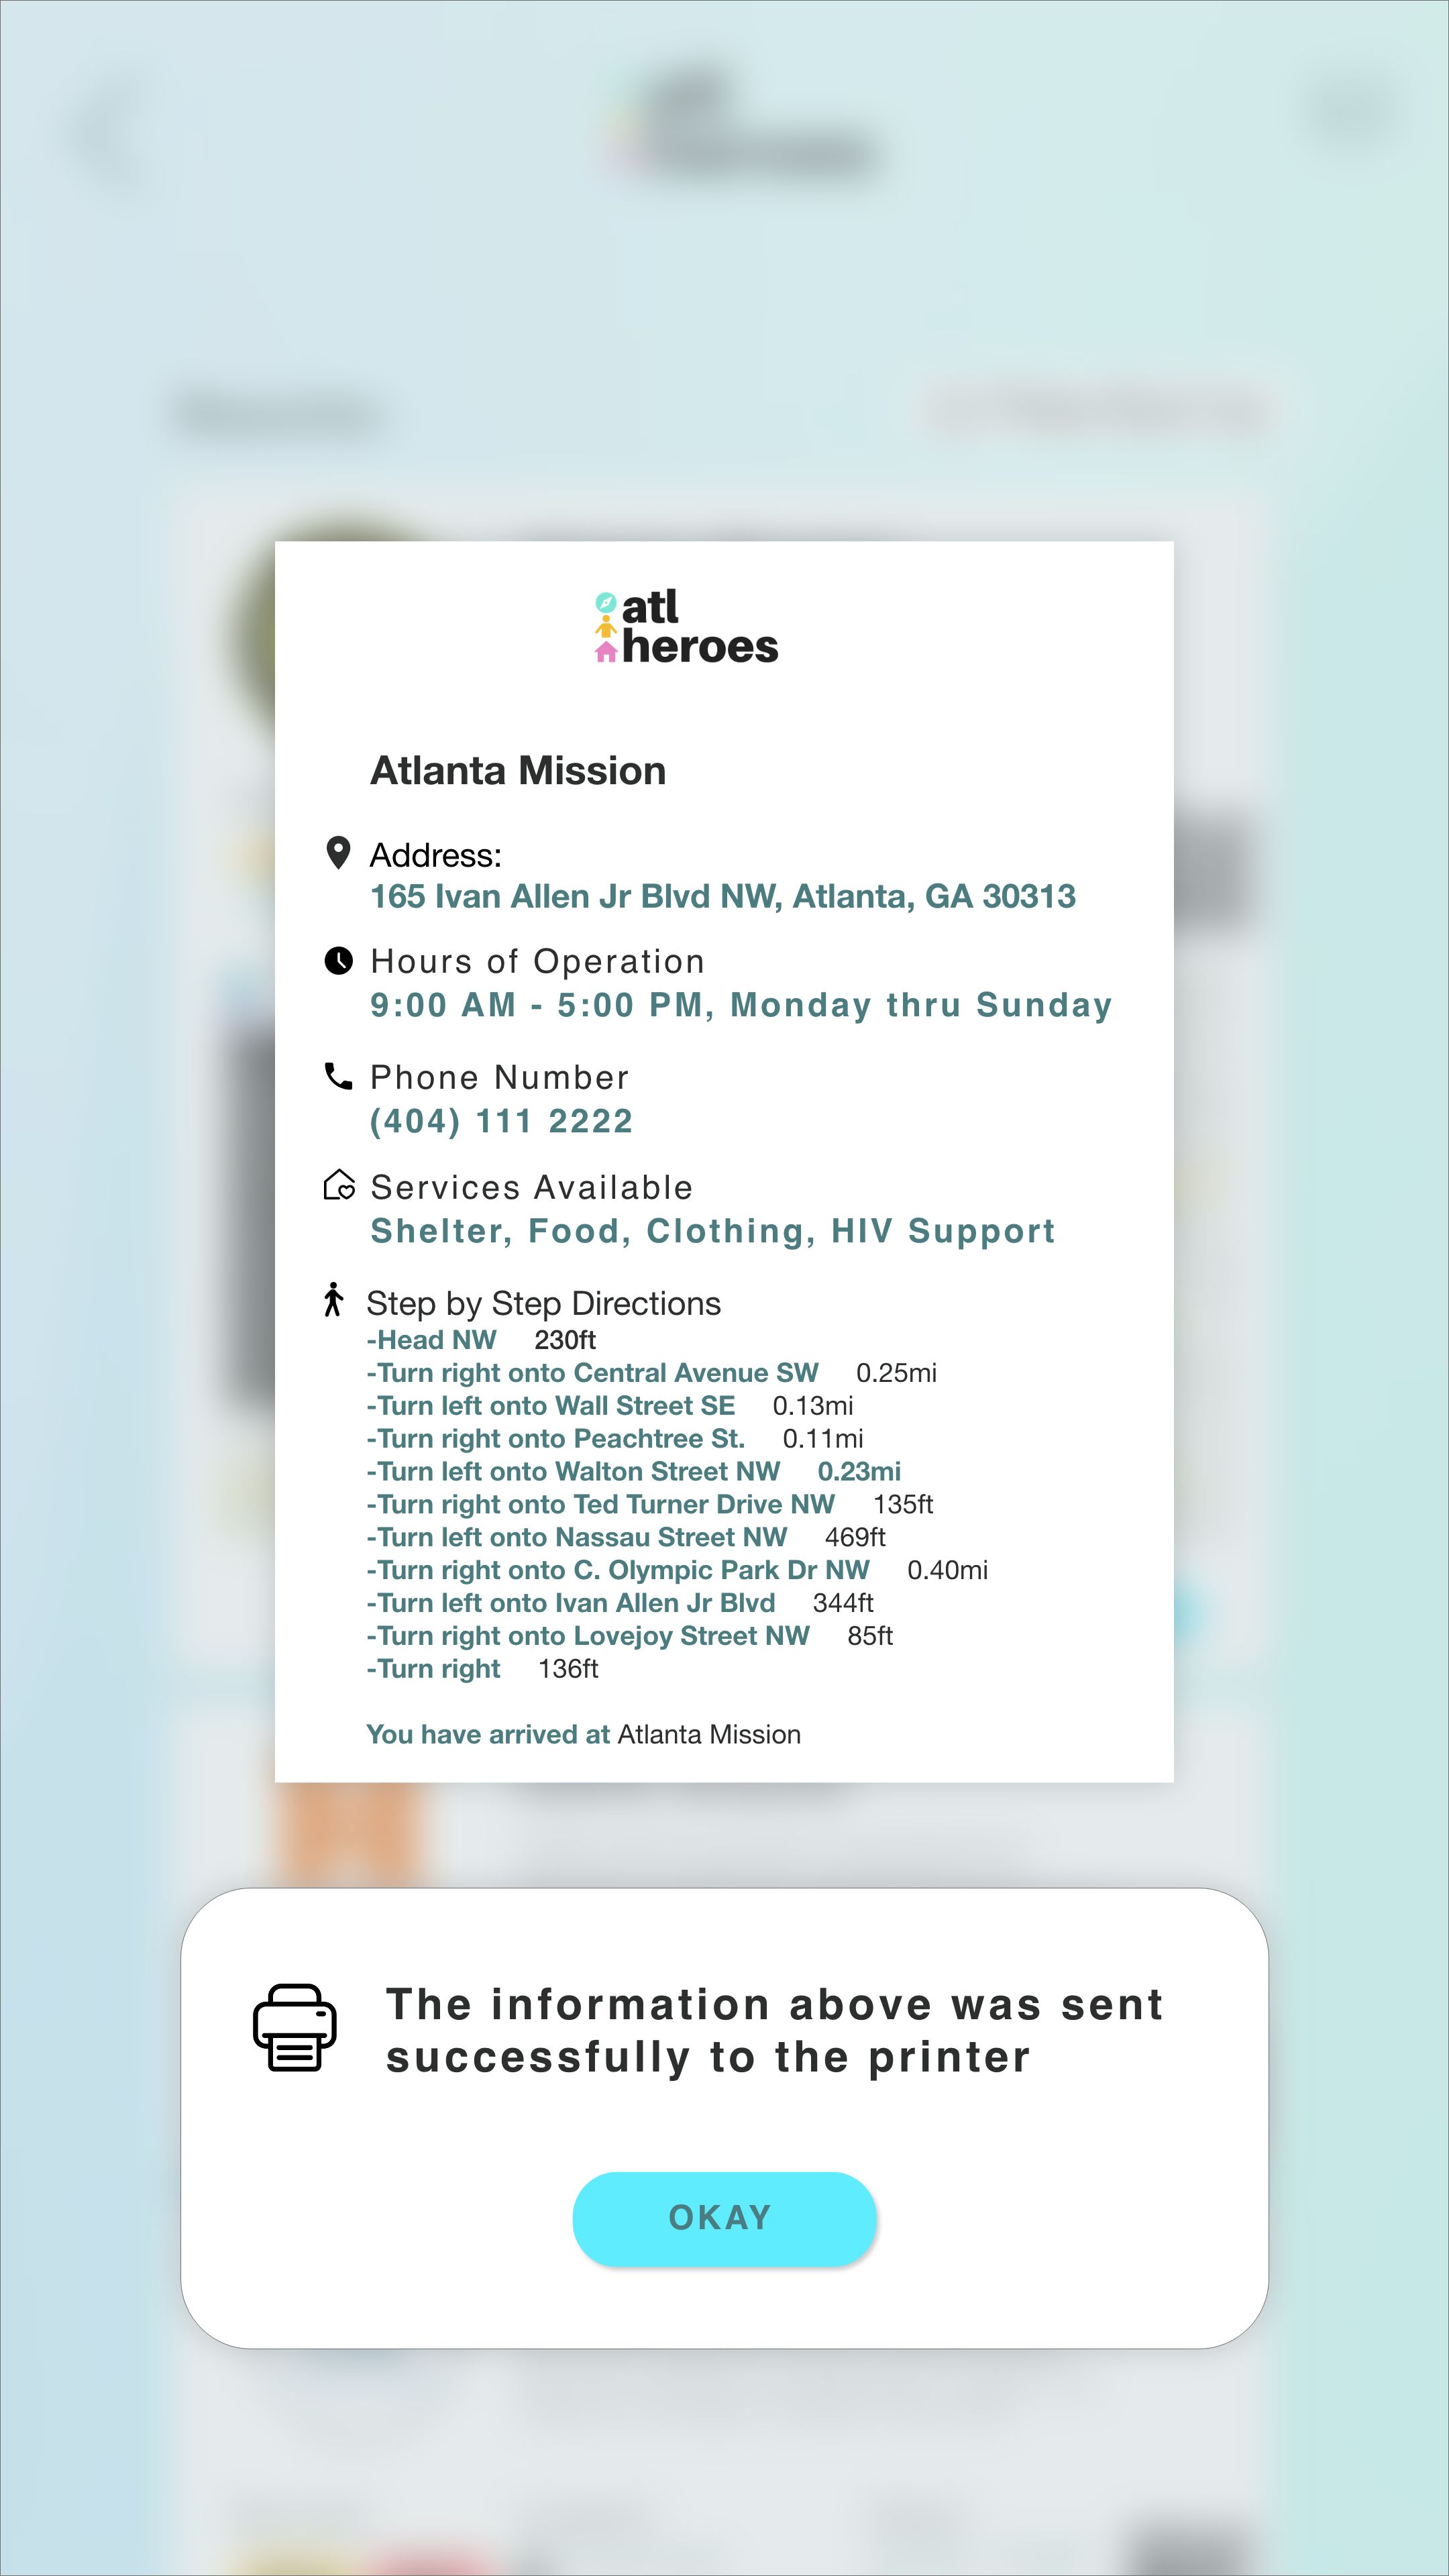 atl
heroes
Atlanta Mission
Address:
165 Ivan Allen Jr Blvd NW, Atlanta, GA 30313
Hours of Operation
9:00 AM - 5:00 PM, Monday thru Sunday
Phone Number
(404) 111 2222
Services Available
Shelter, Food, Clothing, HIV Support
Step by Step Directions
-Head NW 230ft
-Turn right onto Central Avenue SW 0.25mi
-Turn left onto Wall Street SE 0.13mi
-Turn right onto Peachtree St. 0.11mi
-Turn left onto Walton Street NW 0.23mi
-Turn right onto Ted Turner Drive NW 135ft
-Turn left onto Nassau Street NW 469ft
-Turn right onto C. Olympic Park Dr NW 0.40mi
-Turn left onto Ivan Allen Jr Blvd 344ft
-Turn right onto Lovejoy Street NW 85ft
-Turn right 136ft
You have arrived at Atlanta Mission
The information above was sent
successfully to the printer
OKAY